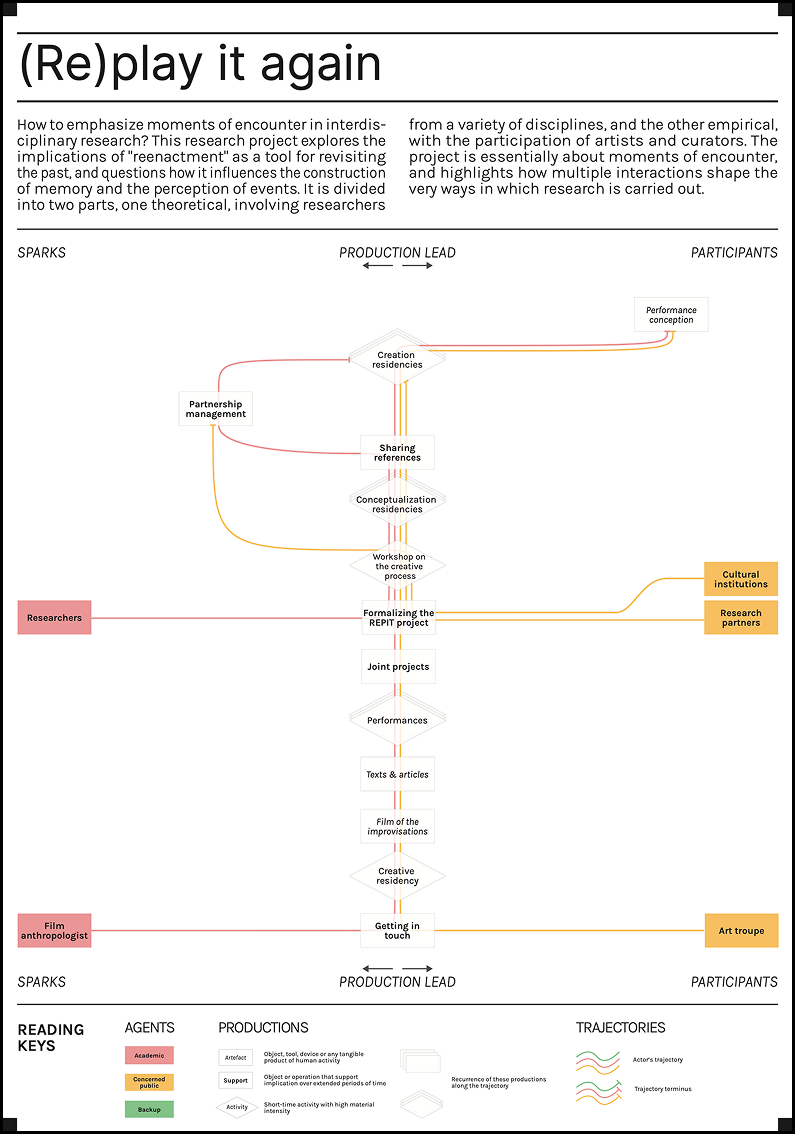 (Re)play it again
How to emphasize moments of encounter in interdis-
ciplinary research? This research project explores the
implications of "reenactment" as a tool for revisiting
the past, and questions how it influences the construction
of memory and the perception of events. It is divided
into two parts, one theoretical, involving researchers
from a variety of disciplines, and the other empirical,
with the participation of artists and curators. The
project is essentially about moments of encounter,
and highlights how multiple interactions shape the
very ways in which research is carried out.
SPARKS
PRODUCTION LEAD
PARTICIPANTS
Performance
conception
Creation
residencies
Partnership
management
Sharing
references
Conceptualization
residencies
Workshop on
the creative
process
Cultural
institutions
Researchers
Formalizing the
REPIT project
Research
partners
Joint projects
Performances
Texts & articles
Film of the
improvisations
Creative
residency
Film
anthropologist
Getting in
touch
Art troupe
SPARKS
PRODUCTION LEAD
PARTICIPANTS
READING
KEYS
AGENTS
Academic
Concerned
public
Backup
PRODUCTIONS
Artefact
Object, tool, device or any tangible
product of human activity
Support
Object or operation that support
implication over extended periods of time
Activity
Short-time activity with high material
intensity
Recurrence of these productions
along the trajectory
TRAJECTORIES
Actor's trajectory
Trajectory terminus